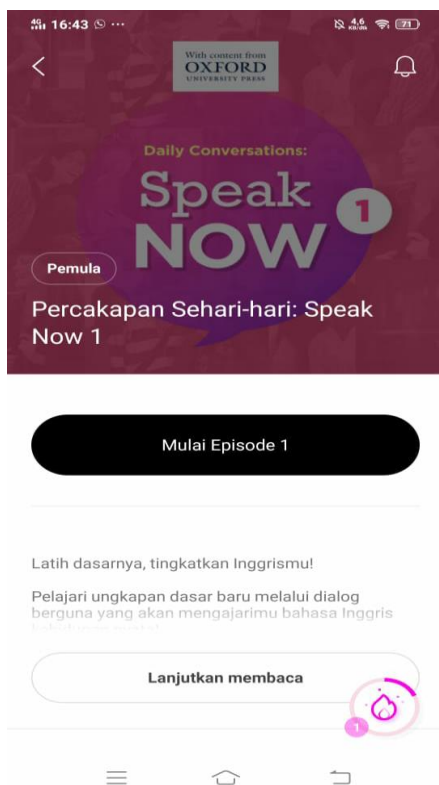 4G 16:43 ...
4,6 KB/dtk 71
With content from
OXFORD
UNIVERSITY PRESS
Daily Conversations:
Speak
NOW 1
Pemula
Percakapan Sehari-hari: Speak
Now 1
Mulai Episode 1
Latih dasarnya, tingkatkan Inggrismu!
Pelajari ungkapan dasar baru melalui dialog
berguna yang akan mengajarimu bahasa Inggris
Lanjutkan membaca
1